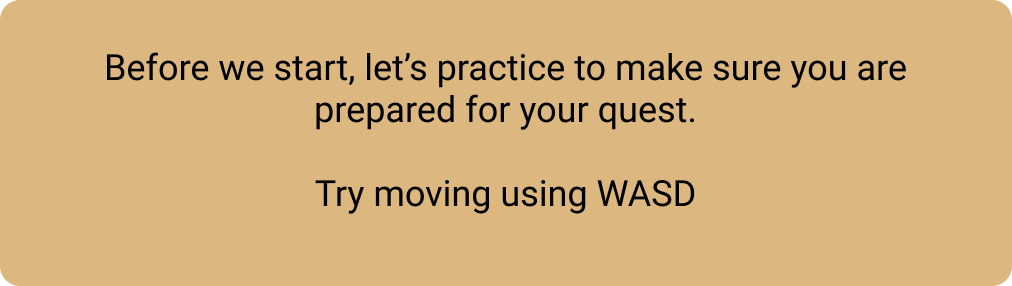 Before we start, let’s practice to make sure you are
prepared for your quest.
Try moving using WASD